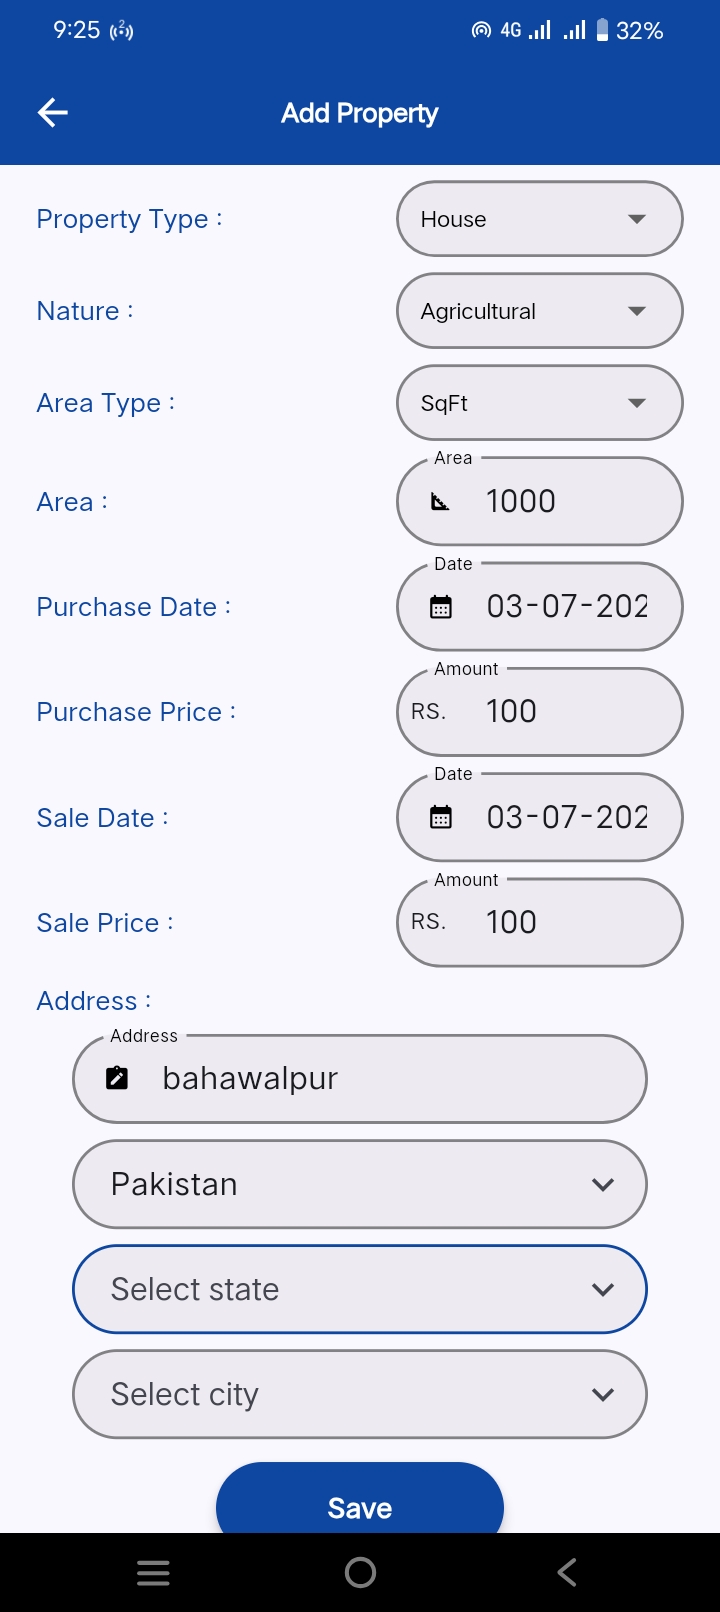 9:25 2 4G 32%
Add Property
Property Type : House
Nature : Agricultural
Area Type : SqFt
Area
Area : 1000
Date
Purchase Date : 03-07-202
Amount
Purchase Price : RS. 100
Date
Sale Date : 03-07-202
Amount
Sale Price : RS. 100
Address :
Address
bahawalpur
Pakistan
Select state
Select city
Save